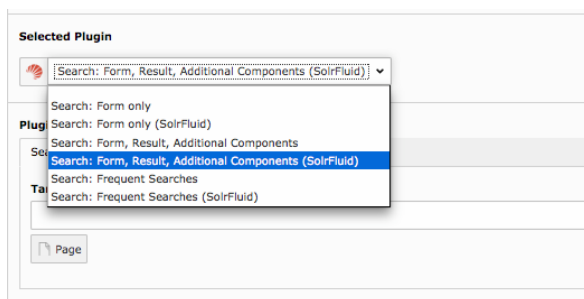 Selected Plugin
Search: Form, Result, Additional Components (SolrFluid)
Search: Form only
Search: Form only (SolrFluid)
Search: Form, Result, Additional Components
Search: Form, Result, Additional Components (SolrFluid)
Search: Frequent Searches
Search: Frequent Searches (SolrFluid)
Page